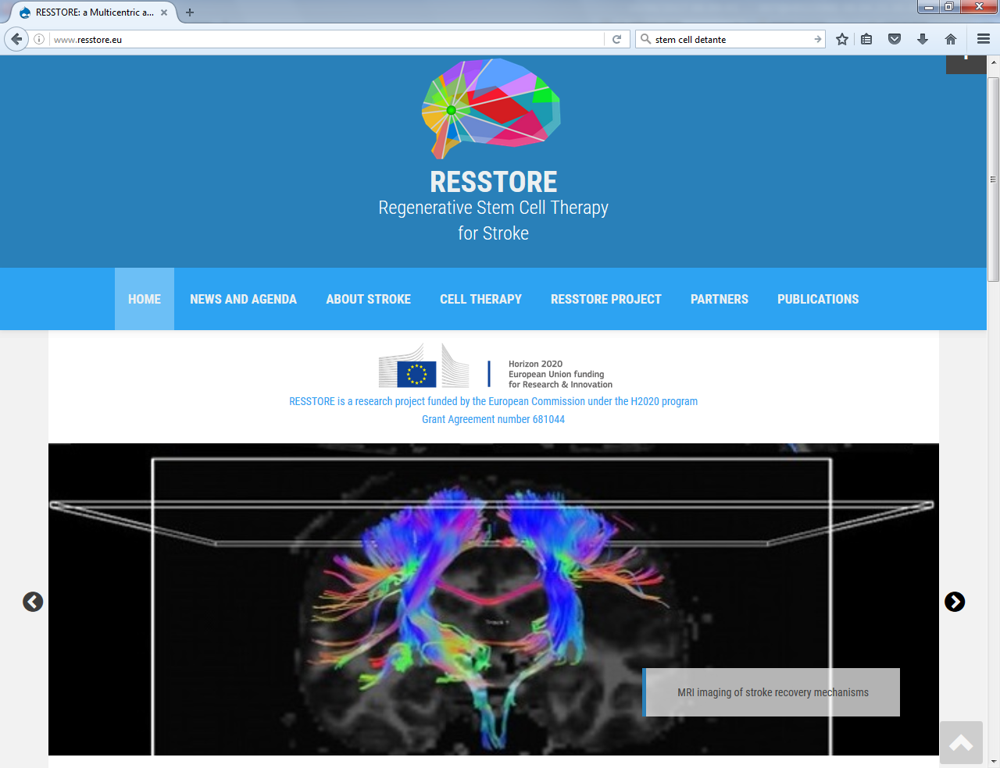 RESSTORE: a Multicentric a...
www.resstore.eu
stem cell detante
RESSTORE
Regenerative Stem Cell Therapy
for Stroke
HOME NEWS AND AGENDA ABOUT STROKE CELL THERAPY RESSTORE PROJECT PARTNERS PUBLICATIONS
Horizon 2020
European Union funding
for Research & Innovation
RESSTORE is a research project funded by the European Commission under the H2020 program
Grant Agreement number 681044
Track 1
MRI imaging of stroke recovery mechanisms